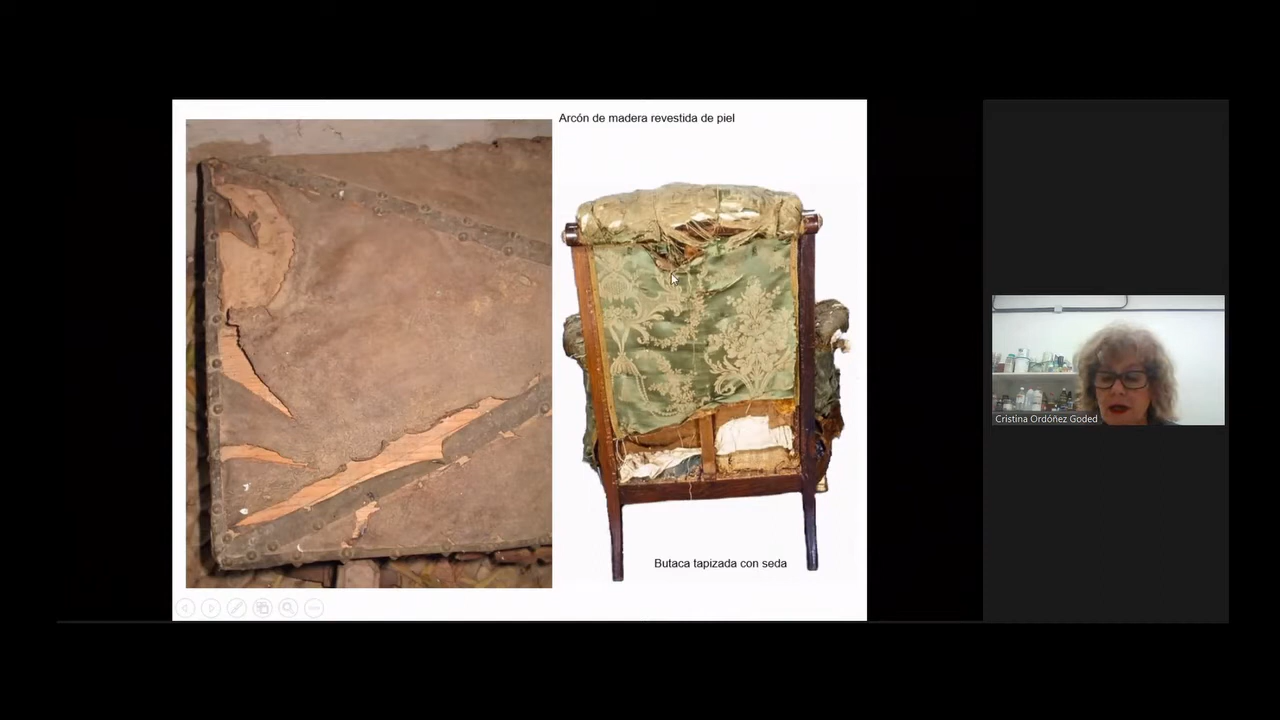 Arcón de madera revestida de piel
Butaca tapizada con seda
Cristina Ordóñez Goded